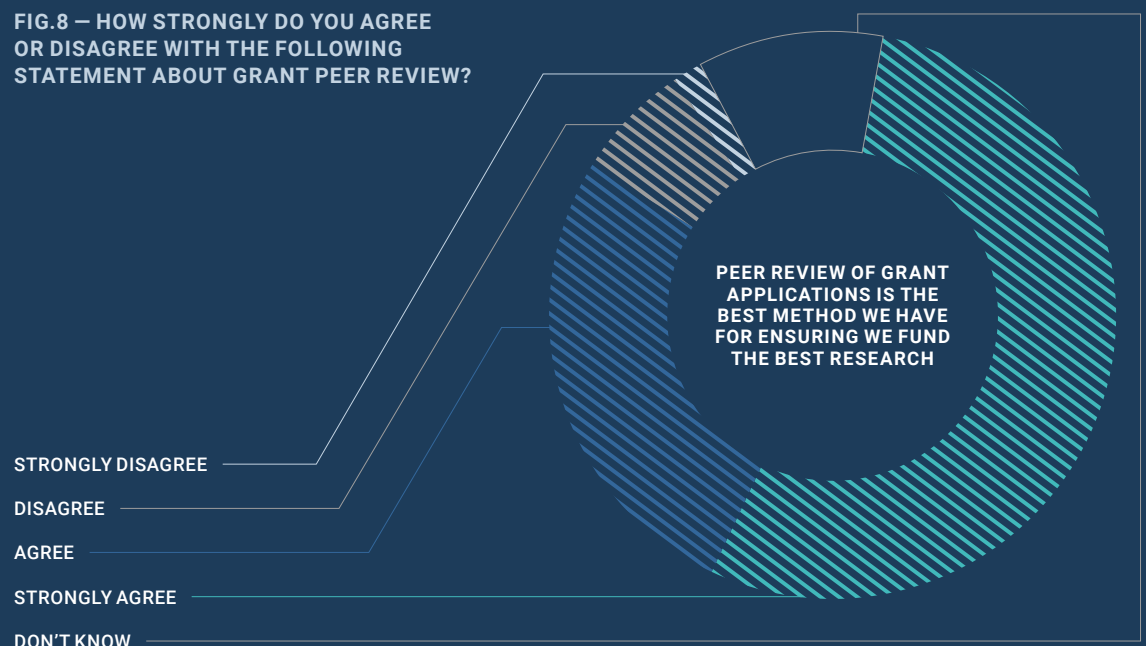 FIG.8 — HOW STRONGLY DO YOU AGREE
OR DISAGREE WITH THE FOLLOWING
STATEMENT ABOUT GRANT PEER REVIEW?
PEER REVIEW OF GRANT
APPLICATIONS IS THE
BEST METHOD WE HAVE
FOR ENSURING WE FUND
THE BEST RESEARCH
STRONGLY DISAGREE
DISAGREE
AGREE
STRONGLY AGREE
DON'T KNOW